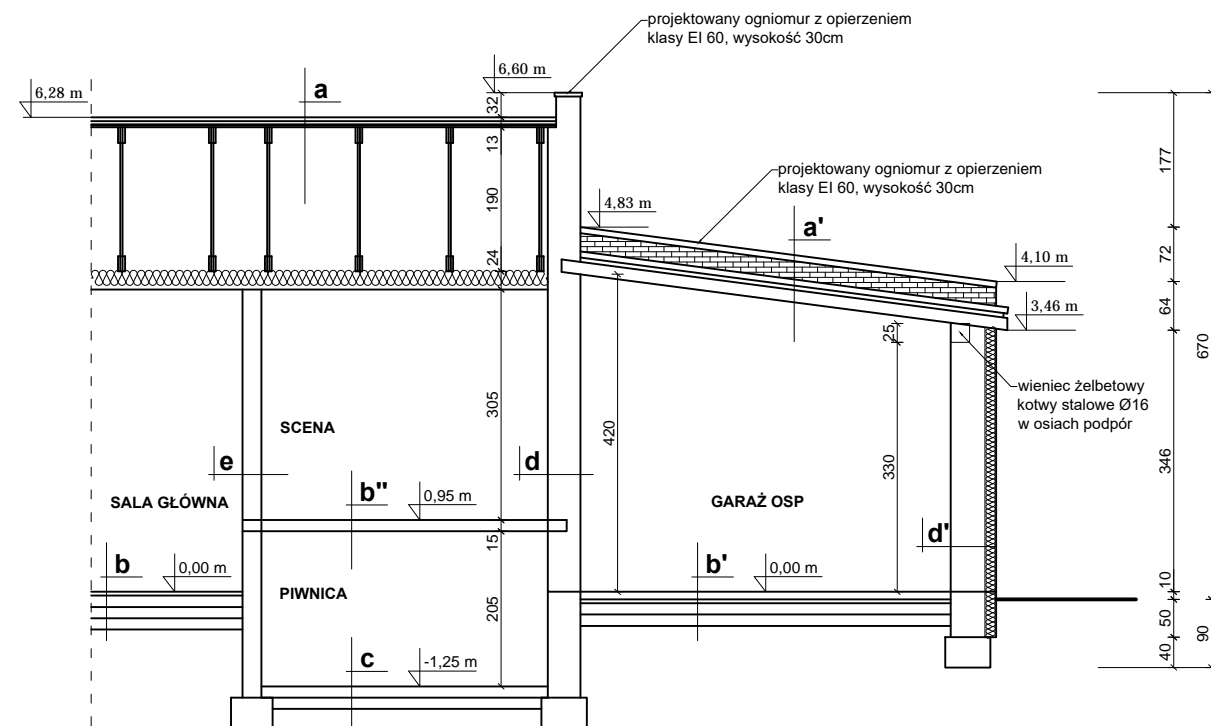 projektowany ogniomur z opierzeniem
klasy EI 60, wysokość 30cm
6,60 m
6,28 m
a
32
13
190
24
projektowany ogniomur z opierzeniem
klasy EI 60, wysokość 30cm
4,83 m
a'
4,10 m
3,46 m
177
72
64
670
25
wieniec żelbetowy
kotwy stalowe Ø16
w osiach podpór
SCENA
305
420
330
346
e
d
SALA GŁÓWNA
b"
0,95 m
GARAŻ OSP
d'
15
b
0,00 m
PIWNICA
205
b'
0,00 m
10
50
90
40
c
-1,25 m